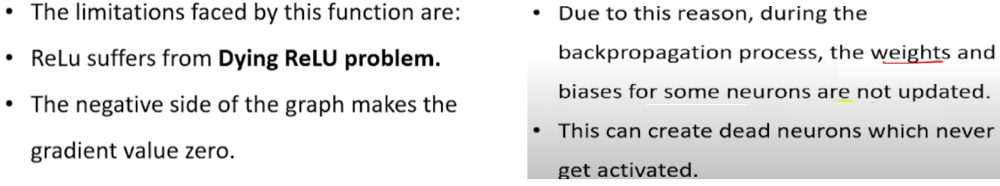 • The limitations faced by this function are:
• ReLu suffers from Dying ReLU problem.
• The negative side of the graph makes the
gradient value zero.
• Due to this reason, during the
backpropagation process, the weights and
biases for some neurons are not updated.
• This can create dead neurons which never
get activated.